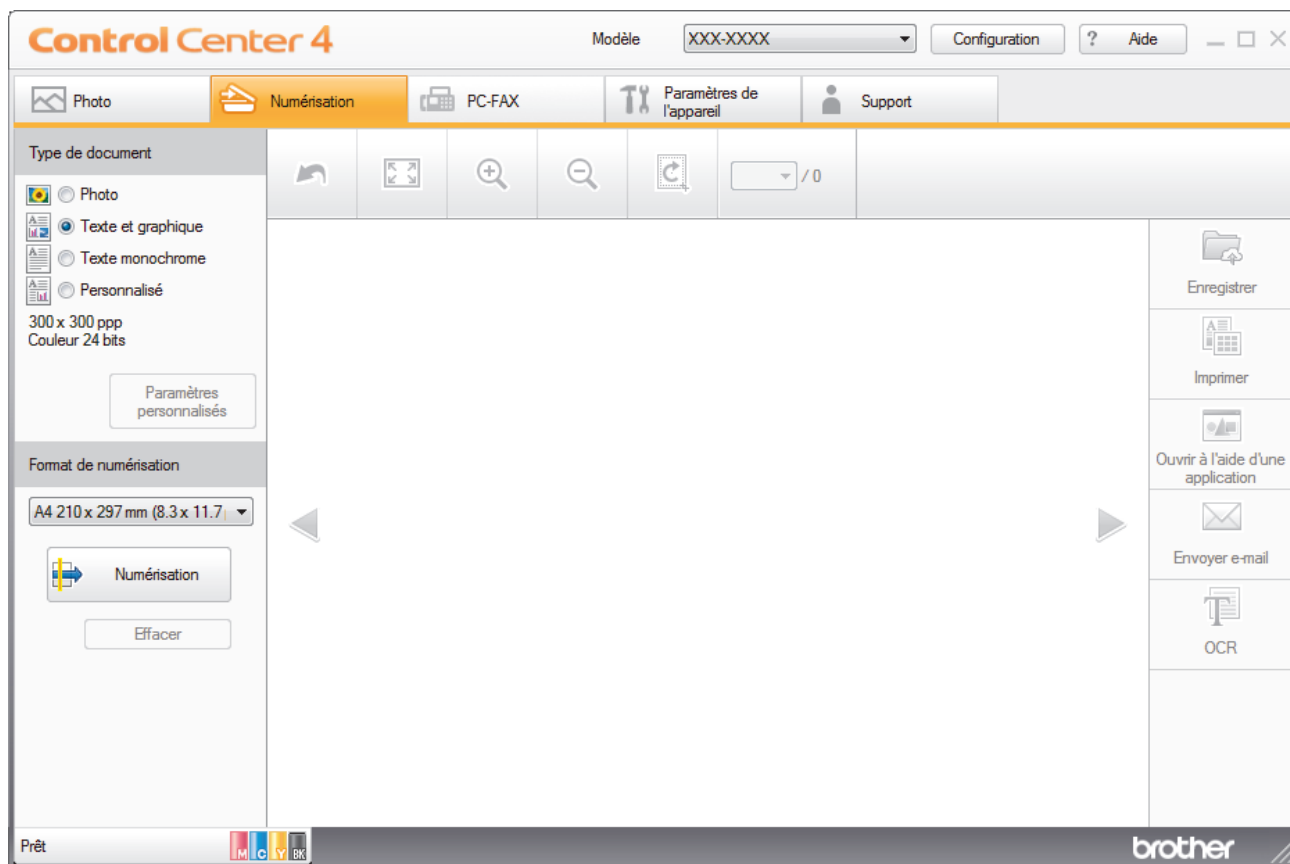 Control Center 4
Modèle XXX-XXXX Configuration ? Aide
Photo Numérisation PC-FAX Paramètres de l'appareil Support
Type de document
/ 0
Photo
Texte et graphique
Texte monochrome
Personnalisé
300 x 300 ppp
Couleur 24 bits
Paramètres
personnalisés
Format de numérisation
A4 210 x 297 mm (8.3 x 11.7
Numérisation
Effacer
Enregistrer
Imprimer
Ouvrir à l'aide d'une
application
Envoyer e-mail
OCR
Prêt
M C Y BK
brother